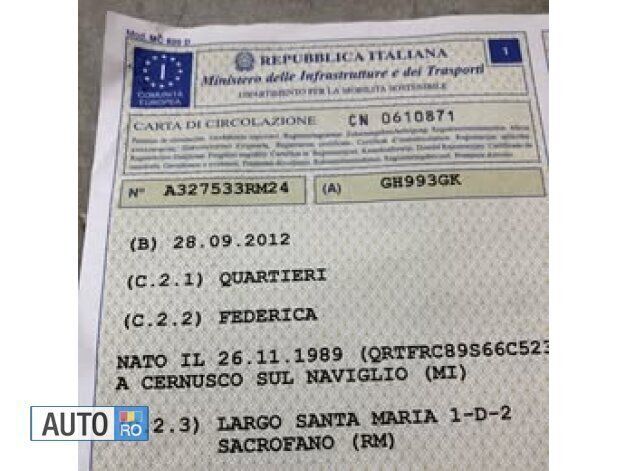 Mod. MC 820 D
REPUBBLICA ITALIANA
1
I
Ministero delle Infrastrutture e dei Trasporti
COMUNITÀ
EUROPEA
DIPARTIMENTO PER LA MOBILITÀ SOSTENIBILE
CARTA DI CIRCOLAZIONE CN 0610871
N° A327533RM24 (A) GH993GK
(B) 28.09.2012
(C.2.1) QUARTIERI
(C.2.2) FEDERICA
NATO IL 26.11.1989 (QRTFRC89S66C523
A CERNUSCO SUL NAVIGLIO (MI)
.2.3) LARGO SANTA MARIA 1-D-2
SACROFANO (RM)
AUTO RO